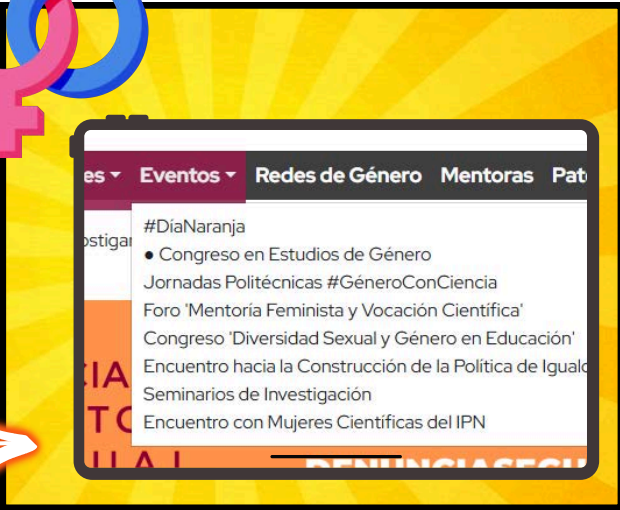 es Eventos Redes de Género Mentoras Pat
#DíaNaranja
● Congreso en Estudios de Género
Jornadas Politécnicas #GéneroConCiencia
Foro 'Mentoría Feminista y Vocación Científica'
Congreso 'Diversidad Sexual y Género en Educación'
Encuentro hacia la Construcción de la Política de Iguald
Seminarios de Investigación
Encuentro con Mujeres Científicas del IPN